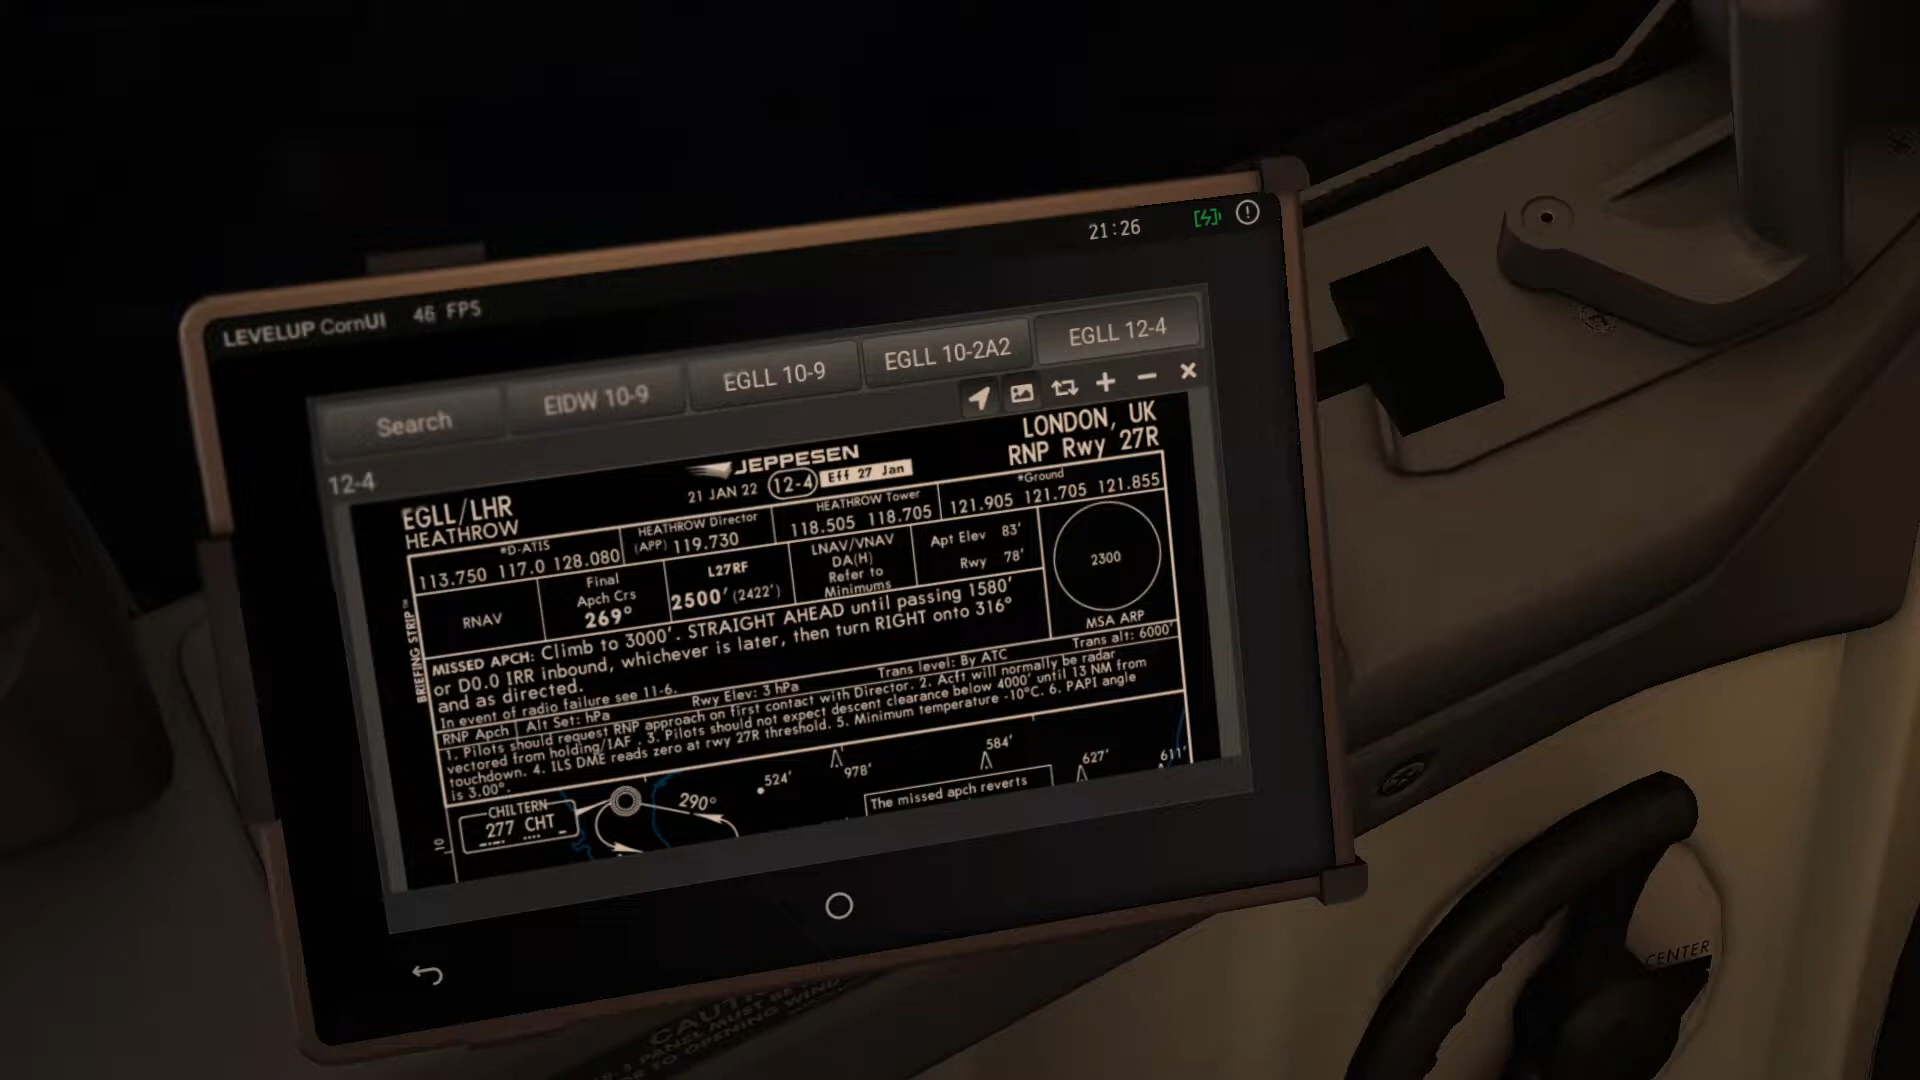 21:26
LEVELUP CornUI 46 FPS
Search
EIDW 10-9
EGLL 10-9
EGLL 10-2A2
EGLL 12-4
12-4
EGLL/LHR
HEATHROW
JEPPESEN
21 JAN 22 12-4 Eff 27 Jan
LONDON, UK
RNP Rwy 27R
*D-ATIS
113.750 117.0 128.080
HEATHROW Director
(APP) 119.730
HEATHROW Tower
118.505 118.705
*Ground
121.905 121.705 121.855
BRIEFING STRIP
RNAV
Final
Apch Crs
269°
L27RF
2500' (2422')
LNAV/VNAV
DA(H)
Refer to
Minimums
Apt Elev 83'
Rwy 78'
2300
MSA ARP
MISSED APCH: Climb to 3000'. STRAIGHT AHEAD until passing 1580'
or D0.0 IRR inbound, whichever is later, then turn RIGHT onto 316°
and as directed.
In event of radio failure see 11-6.
RNP Apch Alt Set: hPa Rwy Elev: 3 hPa Trans level: By ATC Trans alt: 6000'
1. Pilots should request RNP approach on first contact with Director. 2. Acft will normally be radar
vectored from holding/IAF. 3. Pilots should not expect descent clearance below 4000' until 13 NM from
touchdown. 4. ILS DME reads zero at rwy 27R threshold. 5. Minimum temperature -10°C. 6. PAPI angle
is 3.00°.
CHILTERN
277 CHT
290°
524'
978'
584'
627'
611'
The missed apch reverts
10
CENTER
CAUTION
PANEL MUST BE
TO OPENING WIND